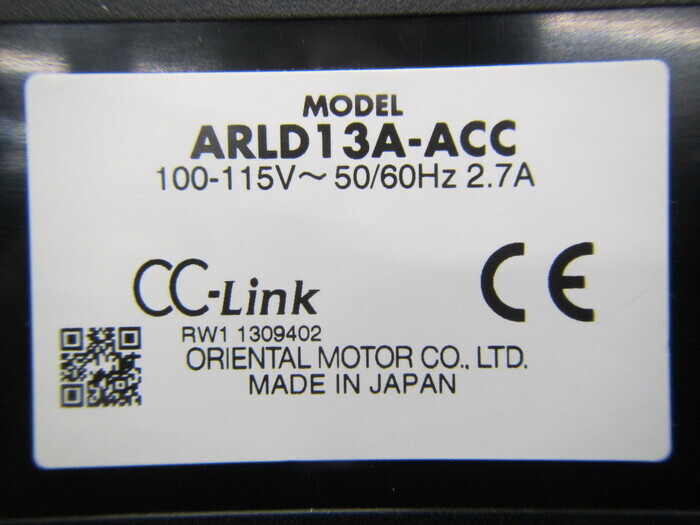 MODEL
ARLD13A-ACC
100-115V～50/60Hz 2.7A
CC-Link
CE
RW1 1309402
ORIENTAL MOTOR CO., LTD.
MADE IN JAPAN